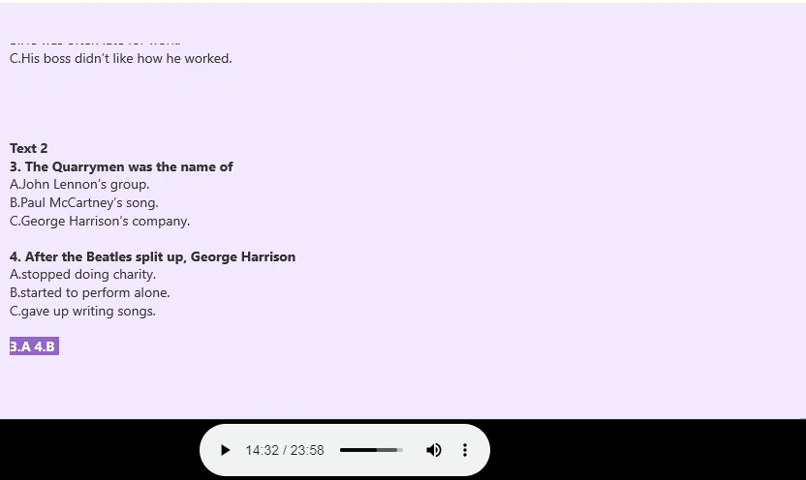 C.His boss didn't like how he worked.
Text 2
3. The Quarrymen was the name of
A.John Lennon's group.
B.Paul McCartney's song.
C.George Harrison's company.
4. After the Beatles split up, George Harrison
A.stopped doing charity.
B.started to perform alone.
C.gave up writing songs.
3.A 4.B
14:32 / 23:58